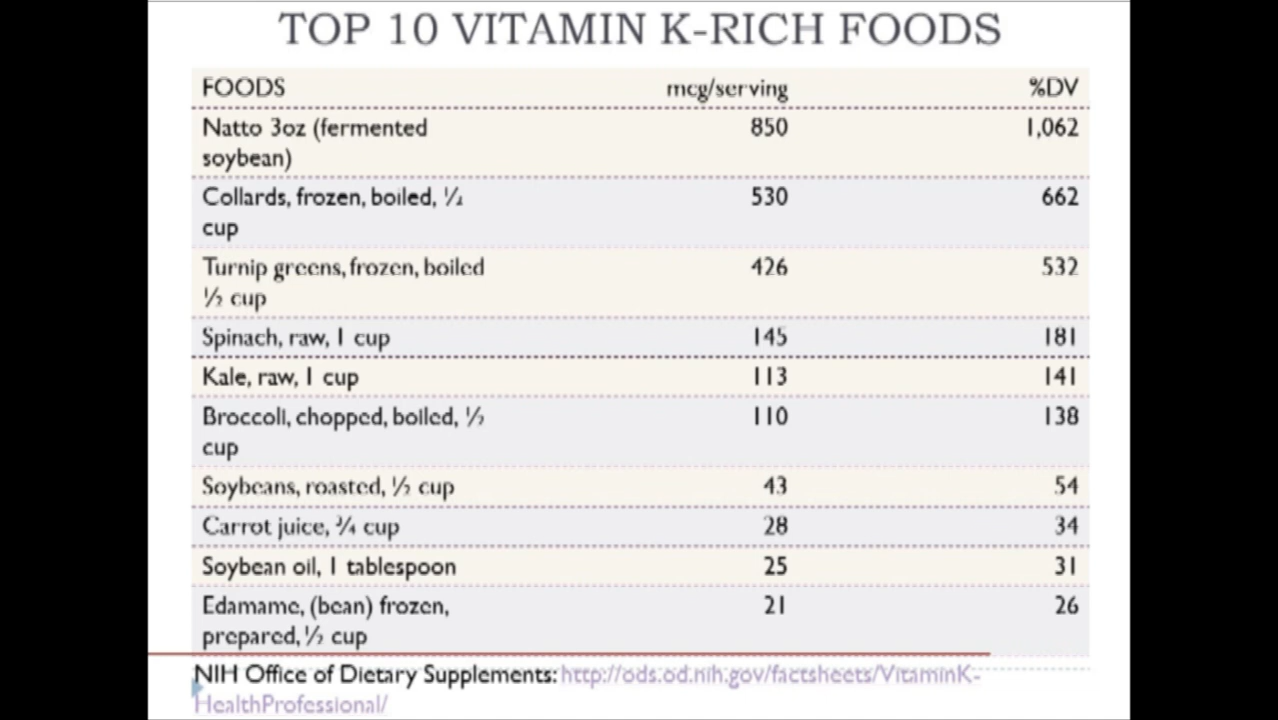 TOP 10 VITAMIN K-RICH FOODS
FOODS mcg/serving %DV
Natto 3oz (fermented 850 1,062
soybean)
Collards, frozen, boiled, ½ 530 662
cup
Turnip greens, frozen, boiled 426 532
½ cup
Spinach, raw, 1 cup 145 181
Kale, raw, 1 cup 113 141
Broccoli, chopped, boiled, ½ 110 138
cup
Soybeans, roasted, ½ cup 43 54
Carrot juice, ¾ cup 28 34
Soybean oil, 1 tablespoon 25 31
Edamame, (bean) frozen, 21 26
prepared, ½ cup
NIH Office of Dietary Supplements: http://ods.od.nih.gov/factsheets/VitaminK-
HealthProfessional/